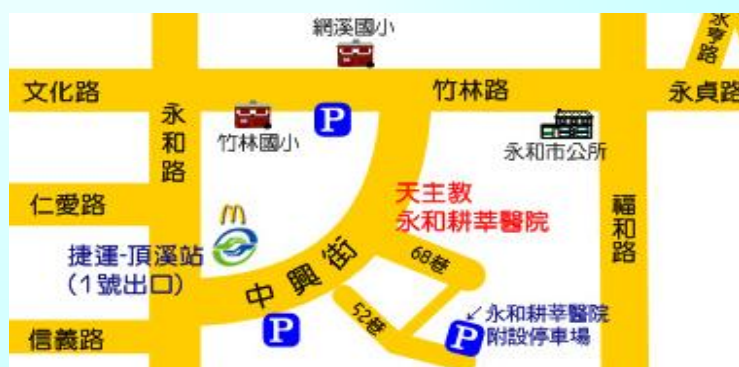 網溪國小
永亨路
文化路
竹林路
永貞路
P
竹林國小
永和路
永和市公所
天主教
永和耕莘醫院
仁愛路
福和路
捷運-頂溪站
(1號出口)
中興街
68巷
52巷
P
P
↙永和耕莘醫院
附設停車場
信義路